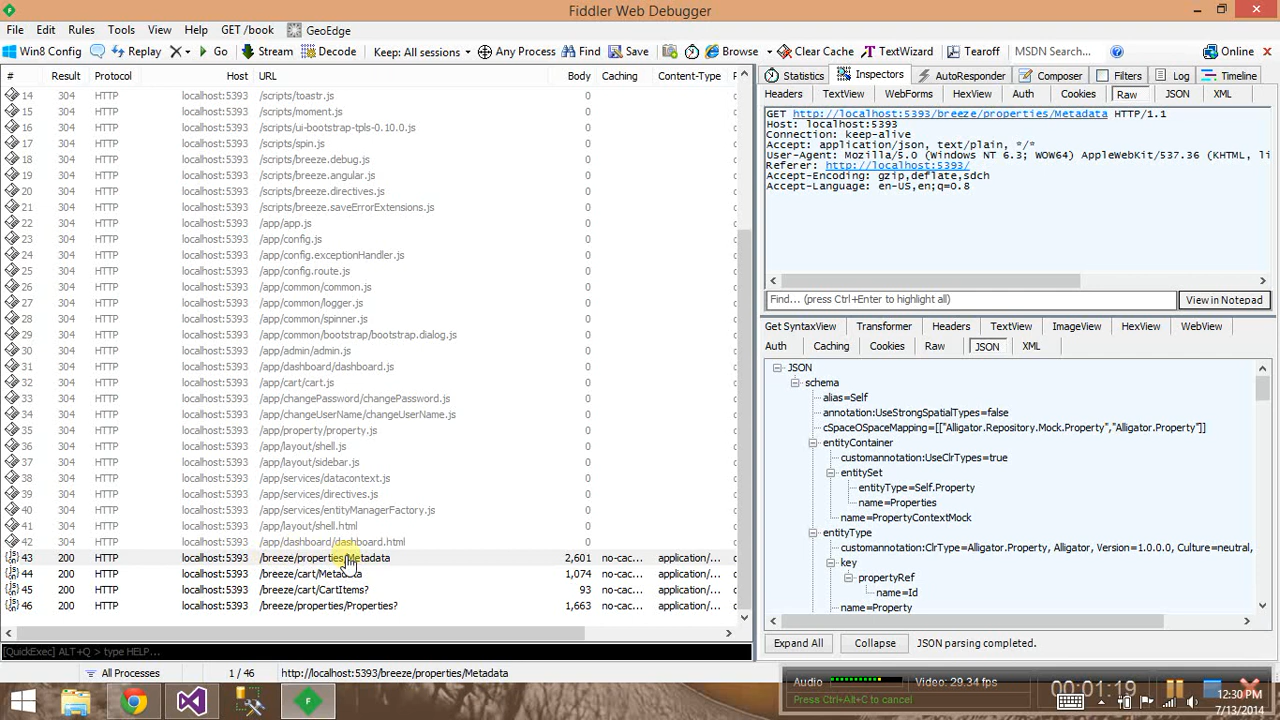 Fiddler Web Debugger
File Edit Rules Tools View Help GET /book GeoEdge
Win8 Config Replay Go Stream Decode Keep: All sessions Any Process Find Save Browse Clear Cache TextWizard Tearoff MSDN Search... Online
# Result Protocol Host URL Body Caching Content-Type
14 304 HTTP localhost:5393 /scripts/toastr.js 0
15 304 HTTP localhost:5393 /scripts/moment.js 0
16 304 HTTP localhost:5393 /scripts/ui-bootstrap-tpls-0.10.0.js 0
17 304 HTTP localhost:5393 /scripts/spin.js 0
18 304 HTTP localhost:5393 /scripts/breeze.debug.js 0
19 304 HTTP localhost:5393 /scripts/breeze.angular.js 0
20 304 HTTP localhost:5393 /scripts/breeze.directives.js 0
21 304 HTTP localhost:5393 /scripts/breeze.saveErrorExtensions.js 0
22 304 HTTP localhost:5393 /app/app.js 0
23 304 HTTP localhost:5393 /app/config.js 0
24 304 HTTP localhost:5393 /app/config.exceptionHandler.js 0
25 304 HTTP localhost:5393 /app/config.route.js 0
26 304 HTTP localhost:5393 /app/common/common.js 0
27 304 HTTP localhost:5393 /app/common/logger.js 0
28 304 HTTP localhost:5393 /app/common/spinner.js 0
29 304 HTTP localhost:5393 /app/common/bootstrap/bootstrap.dialog.js 0
30 304 HTTP localhost:5393 /app/admin/admin.js 0
31 304 HTTP localhost:5393 /app/dashboard/dashboard.js 0
32 304 HTTP localhost:5393 /app/cart/cart.js 0
33 304 HTTP localhost:5393 /app/changePassword/changePassword.js 0
34 304 HTTP localhost:5393 /app/changeUserName/changeUserName.js 0
35 304 HTTP localhost:5393 /app/property/property.js 0
36 304 HTTP localhost:5393 /app/layout/shell.js 0
37 304 HTTP localhost:5393 /app/layout/sidebar.js 0
38 304 HTTP localhost:5393 /app/services/datacontext.js 0
39 304 HTTP localhost:5393 /app/services/directives.js 0
40 304 HTTP localhost:5393 /app/services/entityManagerFactory.js 0
41 304 HTTP localhost:5393 /app/layout/shell.html 0
42 304 HTTP localhost:5393 /app/dashboard/dashboard.html 0
43 200 HTTP localhost:5393 /breeze/properties/Metadata 2,601 no-cac... application/...
44 200 HTTP localhost:5393 /breeze/cart/Metadata 1,074 no-cac... application/...
45 200 HTTP localhost:5393 /breeze/cart/CartItems? 93 no-cac... application/...
46 200 HTTP localhost:5393 /breeze/properties/Properties? 1,663 no-cac... application/...
[QuickExec] ALT+Q > type HELP...
All Processes 1 / 46 http://localhost:5393/breeze/properties/Metadata
Statistics Inspectors AutoResponder Composer Filters Log Timeline
Headers TextView WebForms HexView Auth Cookies Raw JSON XML
GET http://localhost:5393/breeze/properties/Metadata HTTP/1.1
Host: localhost:5393
Connection: keep-alive
Accept: application/json, text/plain, */*
User-Agent: Mozilla/5.0 (Windows NT 6.3; WOW64) AppleWebKit/537.36 (KHTML, li
Referer: http://localhost:5393/
Accept-Encoding: gzip,deflate,sdch
Accept-Language: en-US,en;q=0.8
Find... (press Ctrl+Enter to highlight all) View in Notepad
Get SyntaxView Transformer Headers TextView ImageView HexView WebView
Auth Caching Cookies Raw JSON XML
JSON
schema
alias=Self
annotation:UseStrongSpatialTypes=false
cSpaceOSpaceMapping=[["Alligator.Repository.Mock.Property","Alligator.Property"]]
entityContainer
customannotation:UseClrTypes=true
entitySet
entityType=Self.Property
name=Properties
name=PropertyContextMock
entityType
customannotation:ClrType=Alligator.Property, Alligator, Version=1.0.0.0, Culture=neutral,
key
propertyRef
name=Id
name=Property
Expand All Collapse JSON parsing completed.
Audio Video: 29.34 fps 00:01:19
Press Ctrl+Alt+C to cancel
12:30 PM
7/13/2014